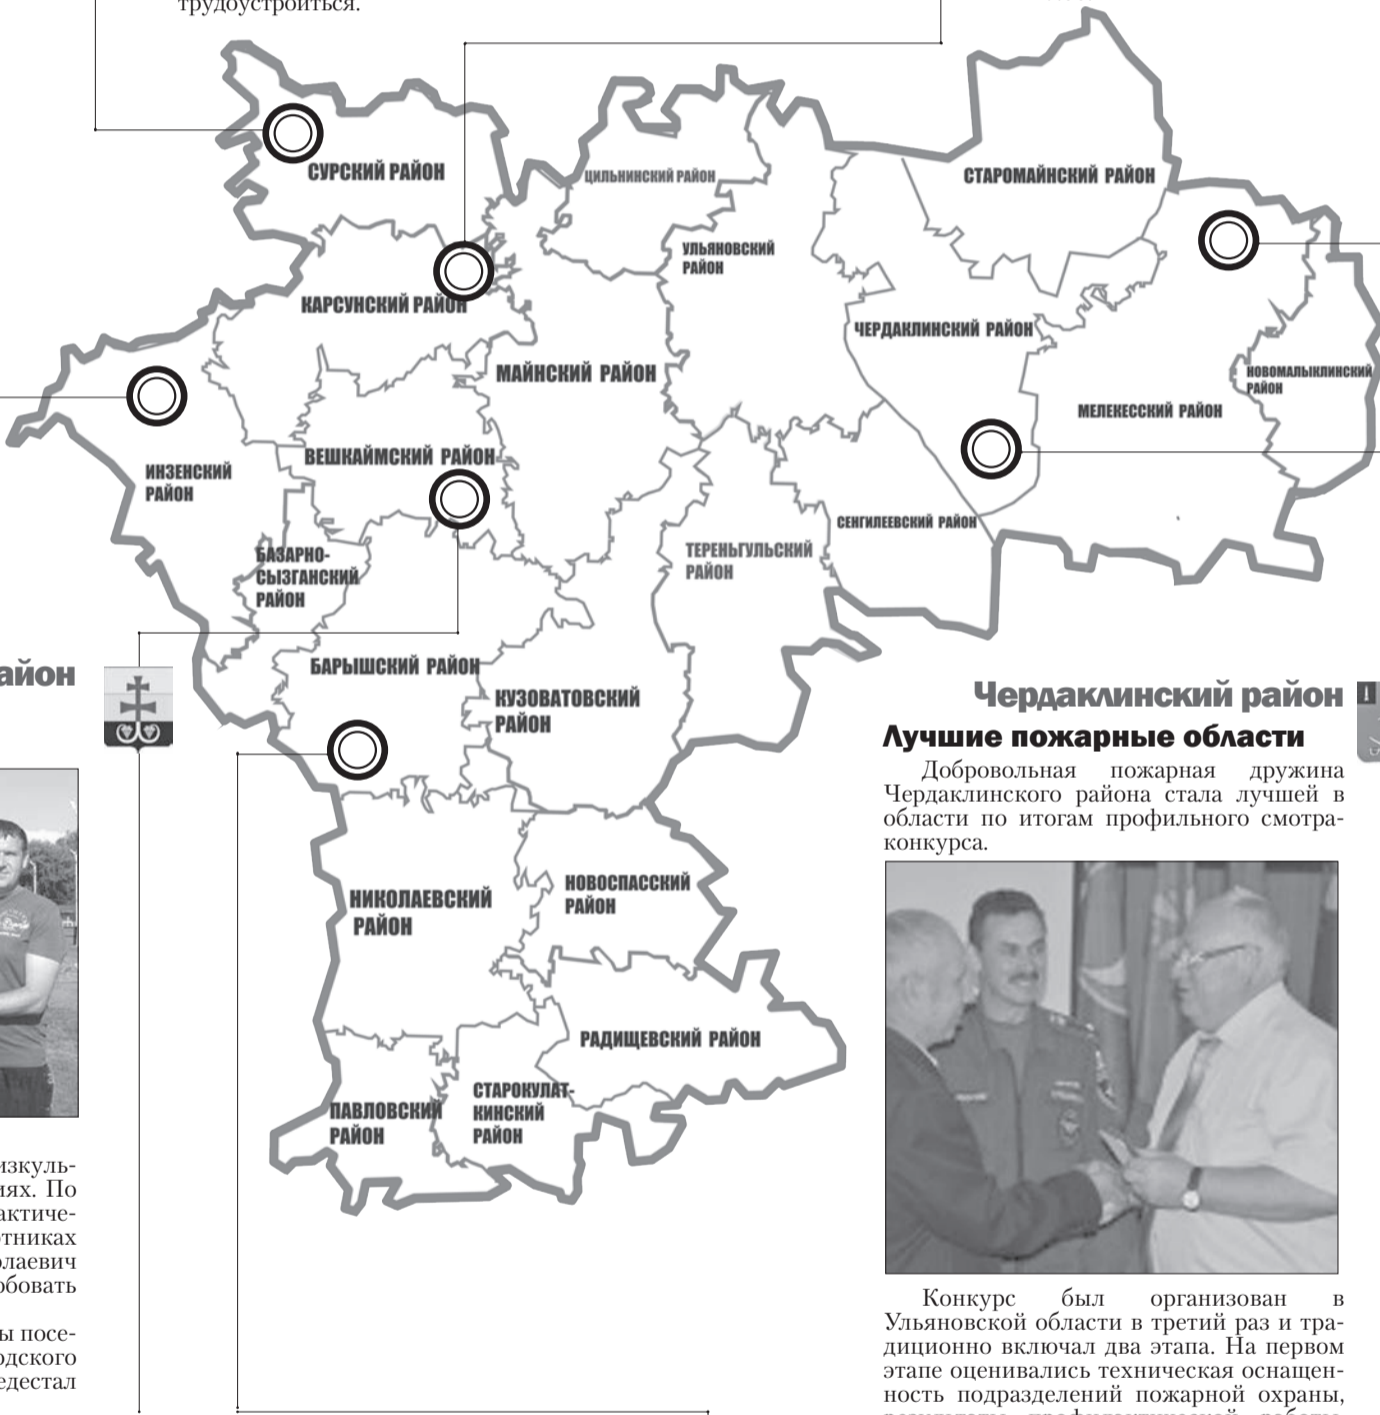 трудоустроиться.
СУРСКИЙ РАЙОН
ЦИЛЬНИНСКИЙ РАЙОН
СТАРОМАЙНСКИЙ РАЙОН
УЛЬЯНОВСКИЙ
РАЙОН
КАРСУНСКИЙ РАЙОН
ЧЕРДАКЛИНСКИЙ РАЙОН
МАЙНСКИЙ РАЙОН
НОВОМАЛЫКЛИНСКИЙ
РАЙОН
МЕЛЕКЕССКИЙ РАЙОН
ВЕШКАЙМСКИЙ РАЙОН
ИНЗЕНСКИЙ
РАЙОН
СЕНГИЛЕЕВСКИЙ РАЙОН
ТЕРЕНЬГУЛЬСКИЙ
РАЙОН
БАЗАРНО-
СЫЗГАНСКИЙ
РАЙОН
БАРЫШСКИЙ РАЙОН
КУЗОВАТОВСКИЙ
РАЙОН
НИКОЛАЕВСКИЙ
РАЙОН
НОВОСПАССКИЙ
РАЙОН
РАДИЩЕВСКИЙ РАЙОН
СТАРОКУЛАТ-
КИНСКИЙ
РАЙОН
ПАВЛОВСКИЙ
РАЙОН
айон
изкуль-
иях. По
актиче-
отниках
олаевич
обовать
ы посе-
одского
едестал
Чердаклинский район
Лучшие пожарные области
Добровольная пожарная дружина
Чердаклинского района стала лучшей в
области по итогам профильного смотра-
конкурса.
Конкурс был организован в
Ульяновской области в третий раз и тра-
диционно включал два этапа. На первом
этапе оценивались техническая оснащен-
ность подразделений пожарной охраны,